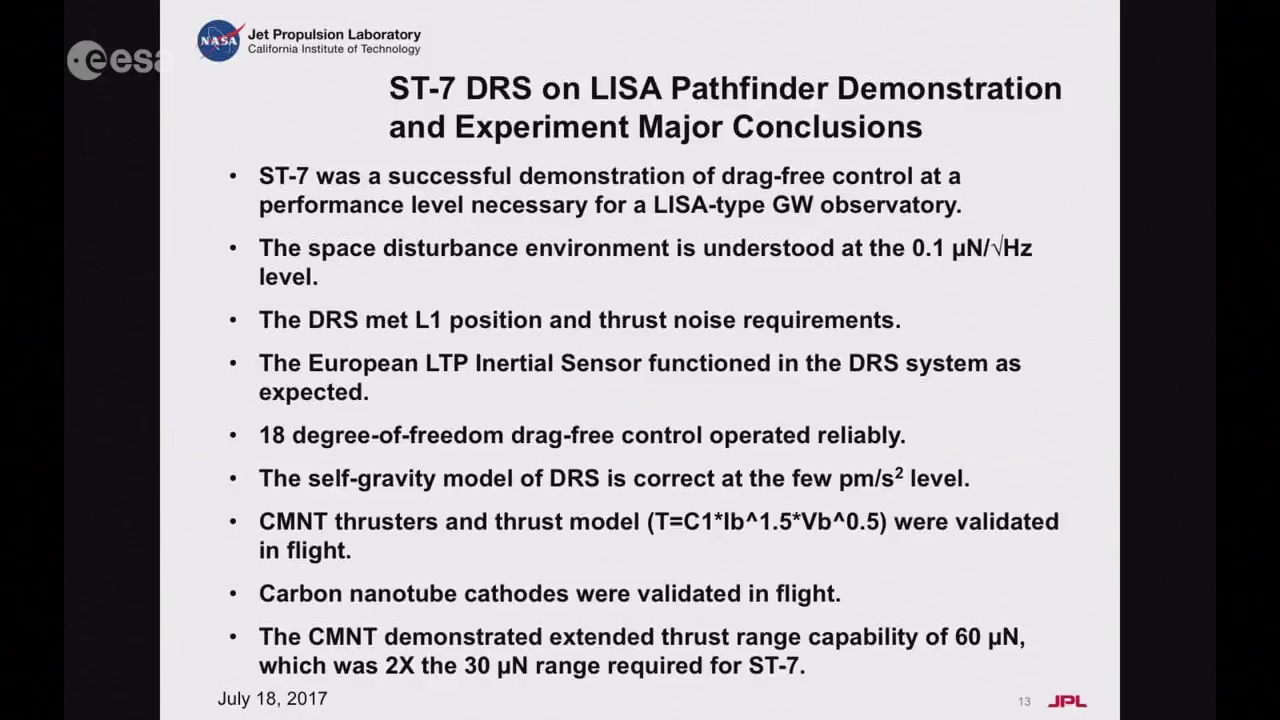 esa
NASA
Jet Propulsion Laboratory
California Institute of Technology
ST-7 DRS on LISA Pathfinder Demonstration
and Experiment Major Conclusions
• ST-7 was a successful demonstration of drag-free control at a
performance level necessary for a LISA-type GW observatory.
• The space disturbance environment is understood at the 0.1 µN/√Hz
level.
• The DRS met L1 position and thrust noise requirements.
• The European LTP Inertial Sensor functioned in the DRS system as
expected.
• 18 degree-of-freedom drag-free control operated reliably.
• The self-gravity model of DRS is correct at the few pm/s² level.
• CMNT thrusters and thrust model (T=C1*Ib^1.5*Vb^0.5) were validated
in flight.
• Carbon nanotube cathodes were validated in flight.
• The CMNT demonstrated extended thrust range capability of 60 µN,
which was 2X the 30 µN range required for ST-7.
July 18, 2017
13
JPL